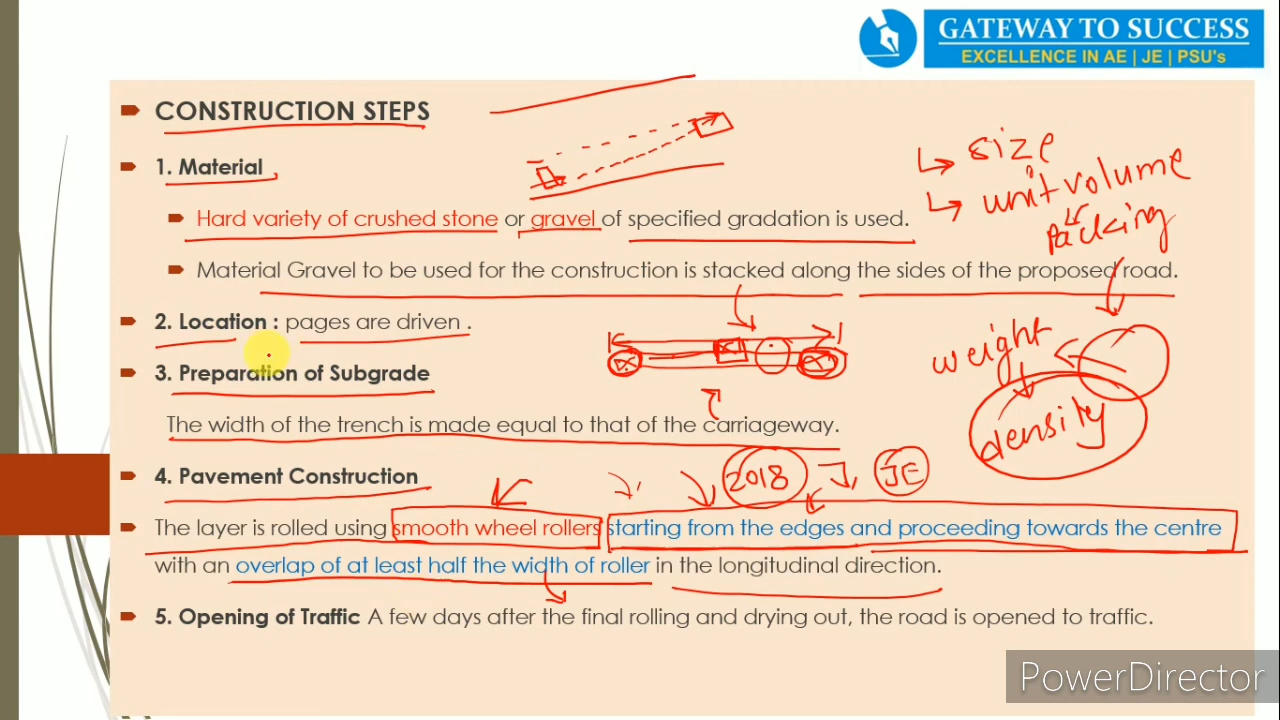 GATEWAY TO SUCCESS
EXCELLENCE IN AE | JE | PSU's
CONSTRUCTION STEPS
1. Material
Hard variety of crushed stone or gravel of specified gradation is used.
Material Gravel to be used for the construction is stacked along the sides of the proposed road.
2. Location : pages are driven .
3. Preparation of Subgrade
The width of the trench is made equal to that of the carriageway.
4. Pavement Construction
The layer is rolled using smooth wheel rollers starting from the edges and proceeding towards the centre
with an overlap of at least half the width of roller in the longitudinal direction.
5. Opening of Traffic A few days after the final rolling and drying out, the road is opened to traffic.
size
unit volume
packing
weight
density
2018
JE
PowerDirector